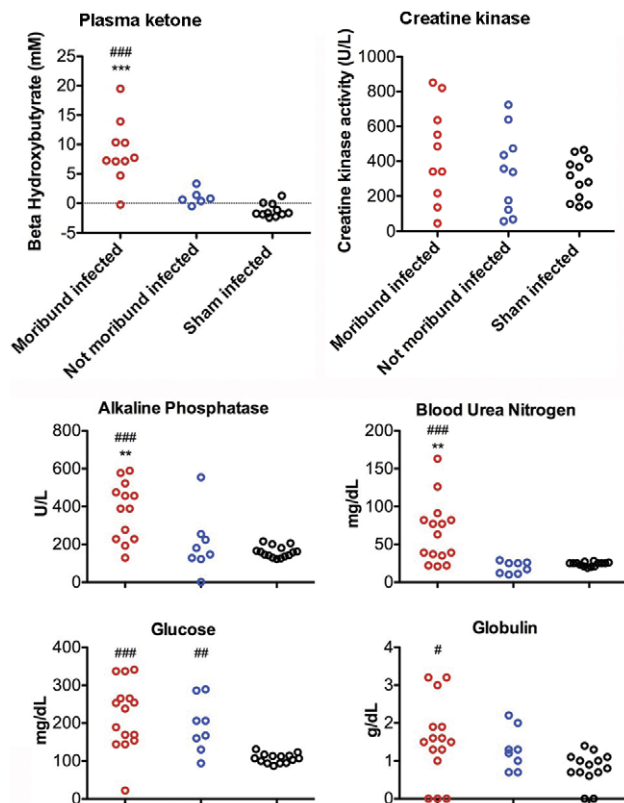 Plasma ketone
Beta Hydroxybutyrate (mM)
25
20
15
10
5
0
-5
###
***
Moribund infected
Not moribund infected
Sham infected
Creatine kinase
Creatine kinase activity (U/L)
1000
800
600
400
200
0
Moribund infected
Not moribund infected
Sham infected
Alkaline Phosphatase
U/L
800
600
400
200
0
###
**
Blood Urea Nitrogen
mg/dL
200
150
100
50
0
###
**
Glucose
mg/dL
400
300
200
100
0
###
##
Globulin
g/dL
4
3
2
1
0
#